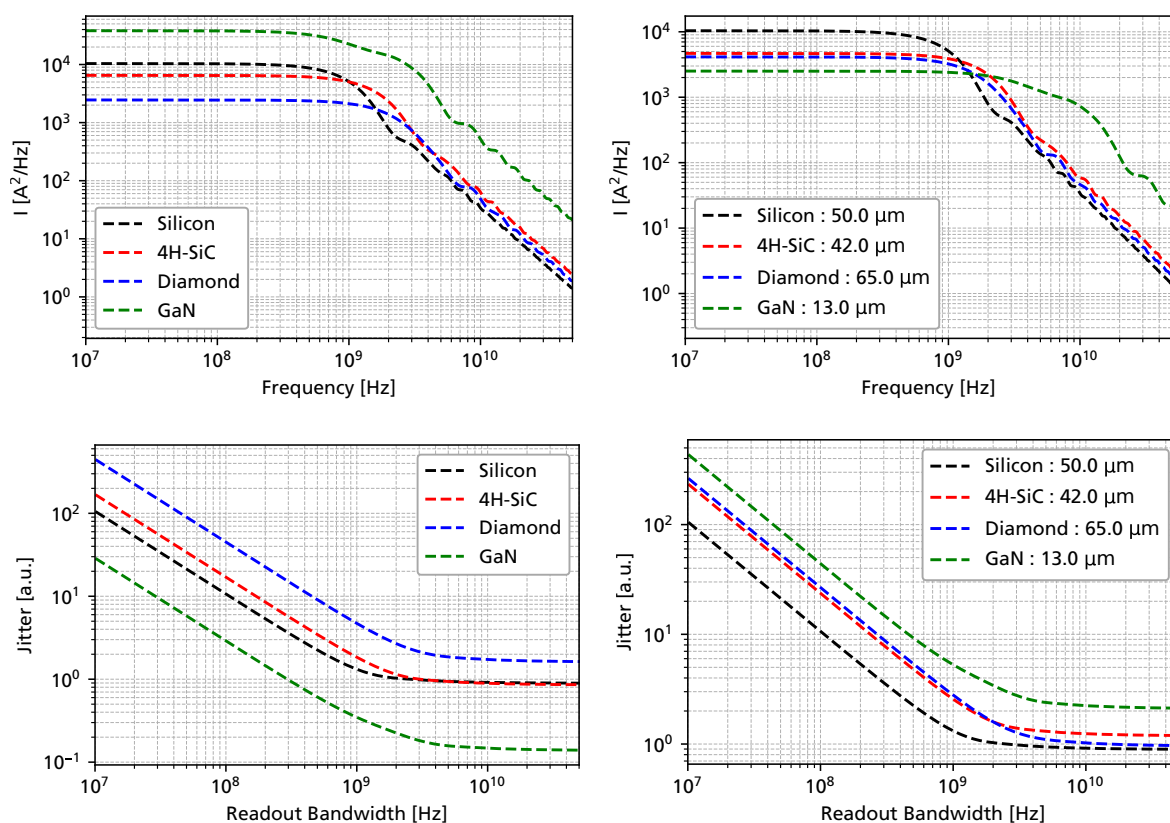 10⁴
10³
10²
10¹
10⁰
I [A²/Hz]
Silicon
4H-SiC
Diamond
GaN
10⁷ 10⁸ 10⁹ 10¹⁰
Frequency [Hz]
10⁴
10³
10²
10¹
10⁰
I [A²/Hz]
Silicon : 50.0 μm
4H-SiC : 42.0 μm
Diamond : 65.0 μm
GaN : 13.0 μm
10⁷ 10⁸ 10⁹ 10¹⁰
Frequency [Hz]
10²
10¹
10⁰
10⁻¹
Jitter [a.u.]
Silicon
4H-SiC
Diamond
GaN
10⁷ 10⁸ 10⁹ 10¹⁰
Readout Bandwidth [Hz]
10²
10¹
10⁰
Jitter [a.u.]
Silicon : 50.0 μm
4H-SiC : 42.0 μm
Diamond : 65.0 μm
GaN : 13.0 μm
10⁷ 10⁸ 10⁹ 10¹⁰
Readout Bandwidth [Hz]